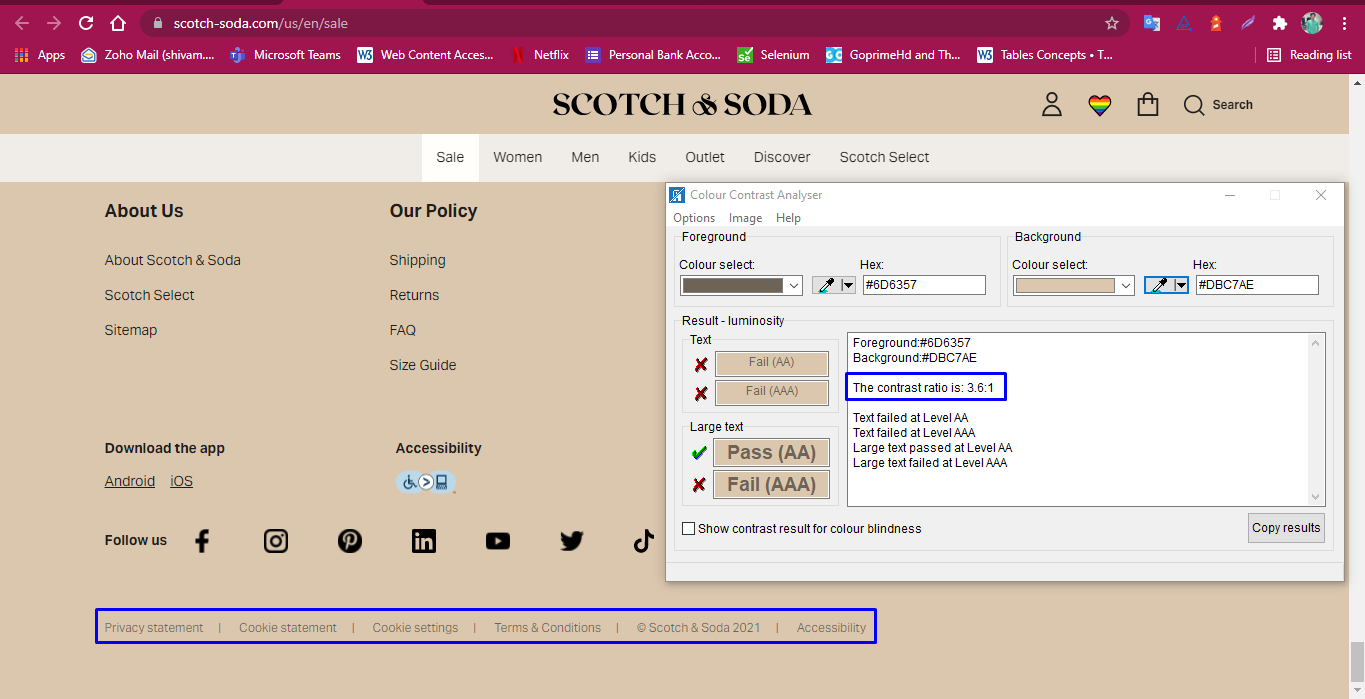 scotch-soda.com/us/en/sale
Apps Zoho Mail (shivam.... Microsoft Teams Web Content Acces... Netflix Personal Bank Acco... Selenium GoprimeHd and Th... Tables Concepts • T... Reading list
SCOTCH & SODA
Search
Sale Women Men Kids Outlet Discover Scotch Select
About Us Our Policy
About Scotch & Soda Shipping
Scotch Select Returns
Sitemap FAQ
Size Guide
Download the app Accessibility
Android iOS
Follow us
Privacy statement | Cookie statement | Cookie settings | Terms & Conditions | © Scotch & Soda 2021 | Accessibility
Colour Contrast Analyser
Options Image Help
Foreground
Colour select: Hex:
#6D6357
Background
Colour select: Hex:
#DBC7AE
Result - luminosity
Text
Fail (AA)
Fail (AAA)
Large text
Pass (AA)
Fail (AAA)
Foreground:#6D6357
Background:#DBC7AE
The contrast ratio is: 3.6:1
Text failed at Level AA
Text failed at Level AAA
Large text passed at Level AA
Large text failed at Level AAA
Show contrast result for colour blindness
Copy results